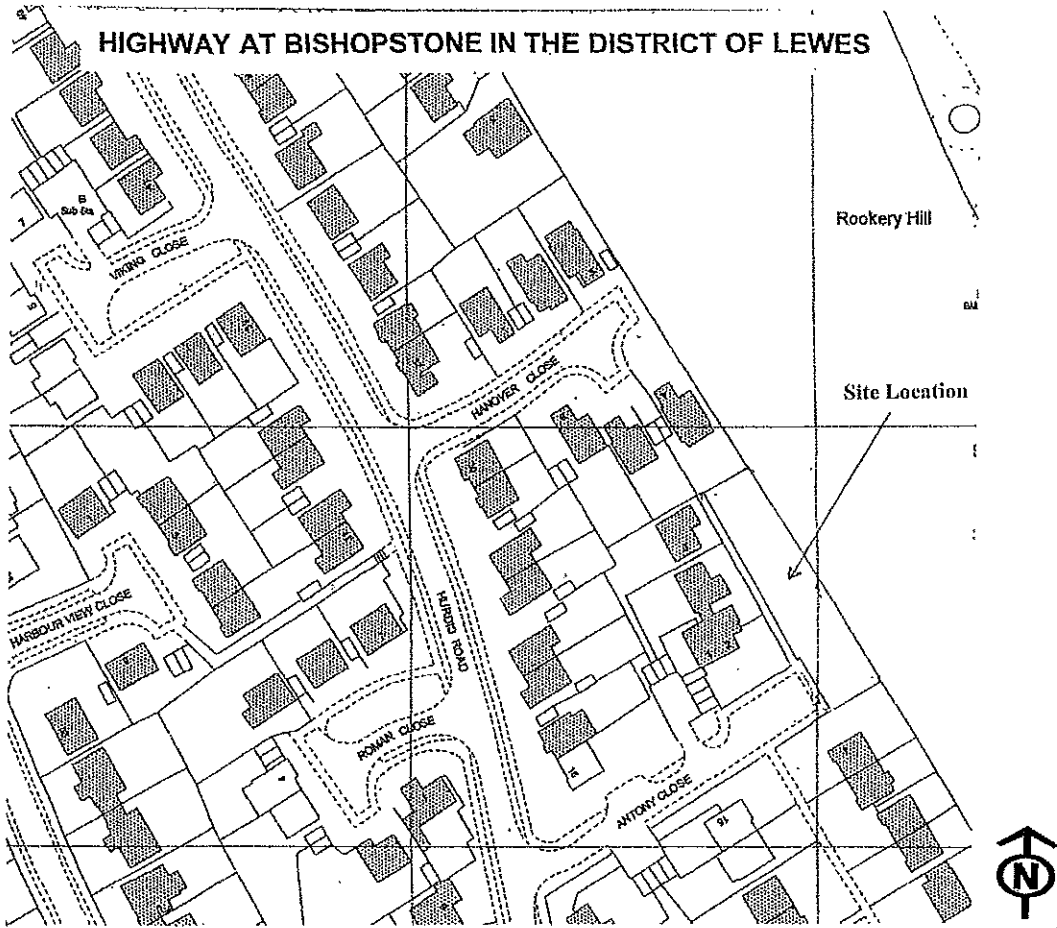 HIGHWAY AT BISHOPSTONE IN THE DISTRICT OF LEWES
Sub Sta
VIKING CLOSE
Rookery Hill
HANOVER CLOSE
Site Location
HARBOUR VIEW CLOSE
HURDIS ROAD
ROMAN CLOSE
ANTONY CLOSE
16
N